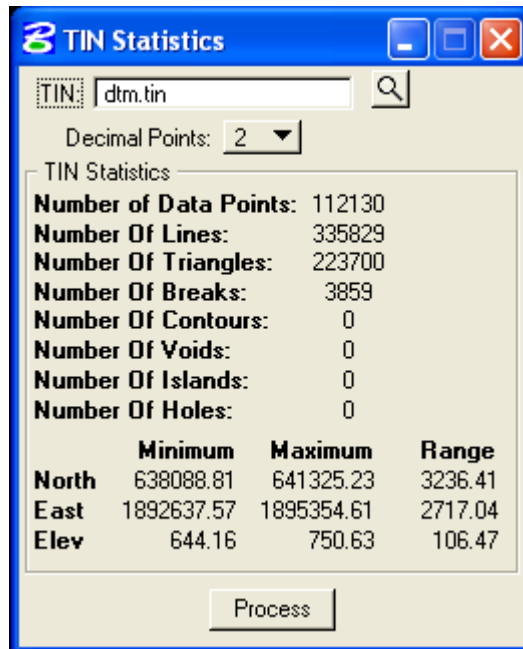 TIN Statistics
TIN: dtm.tin
Decimal Points: 2
TIN Statistics
Number of Data Points: 112130
Number Of Lines: 335829
Number Of Triangles: 223700
Number Of Breaks: 3859
Number Of Contours: 0
Number Of Voids: 0
Number Of Islands: 0
Number Of Holes: 0
Minimum Maximum Range
North 638088.81 641325.23 3236.41
East 1892637.57 1895354.61 2717.04
Elev 644.16 750.63 106.47
Process